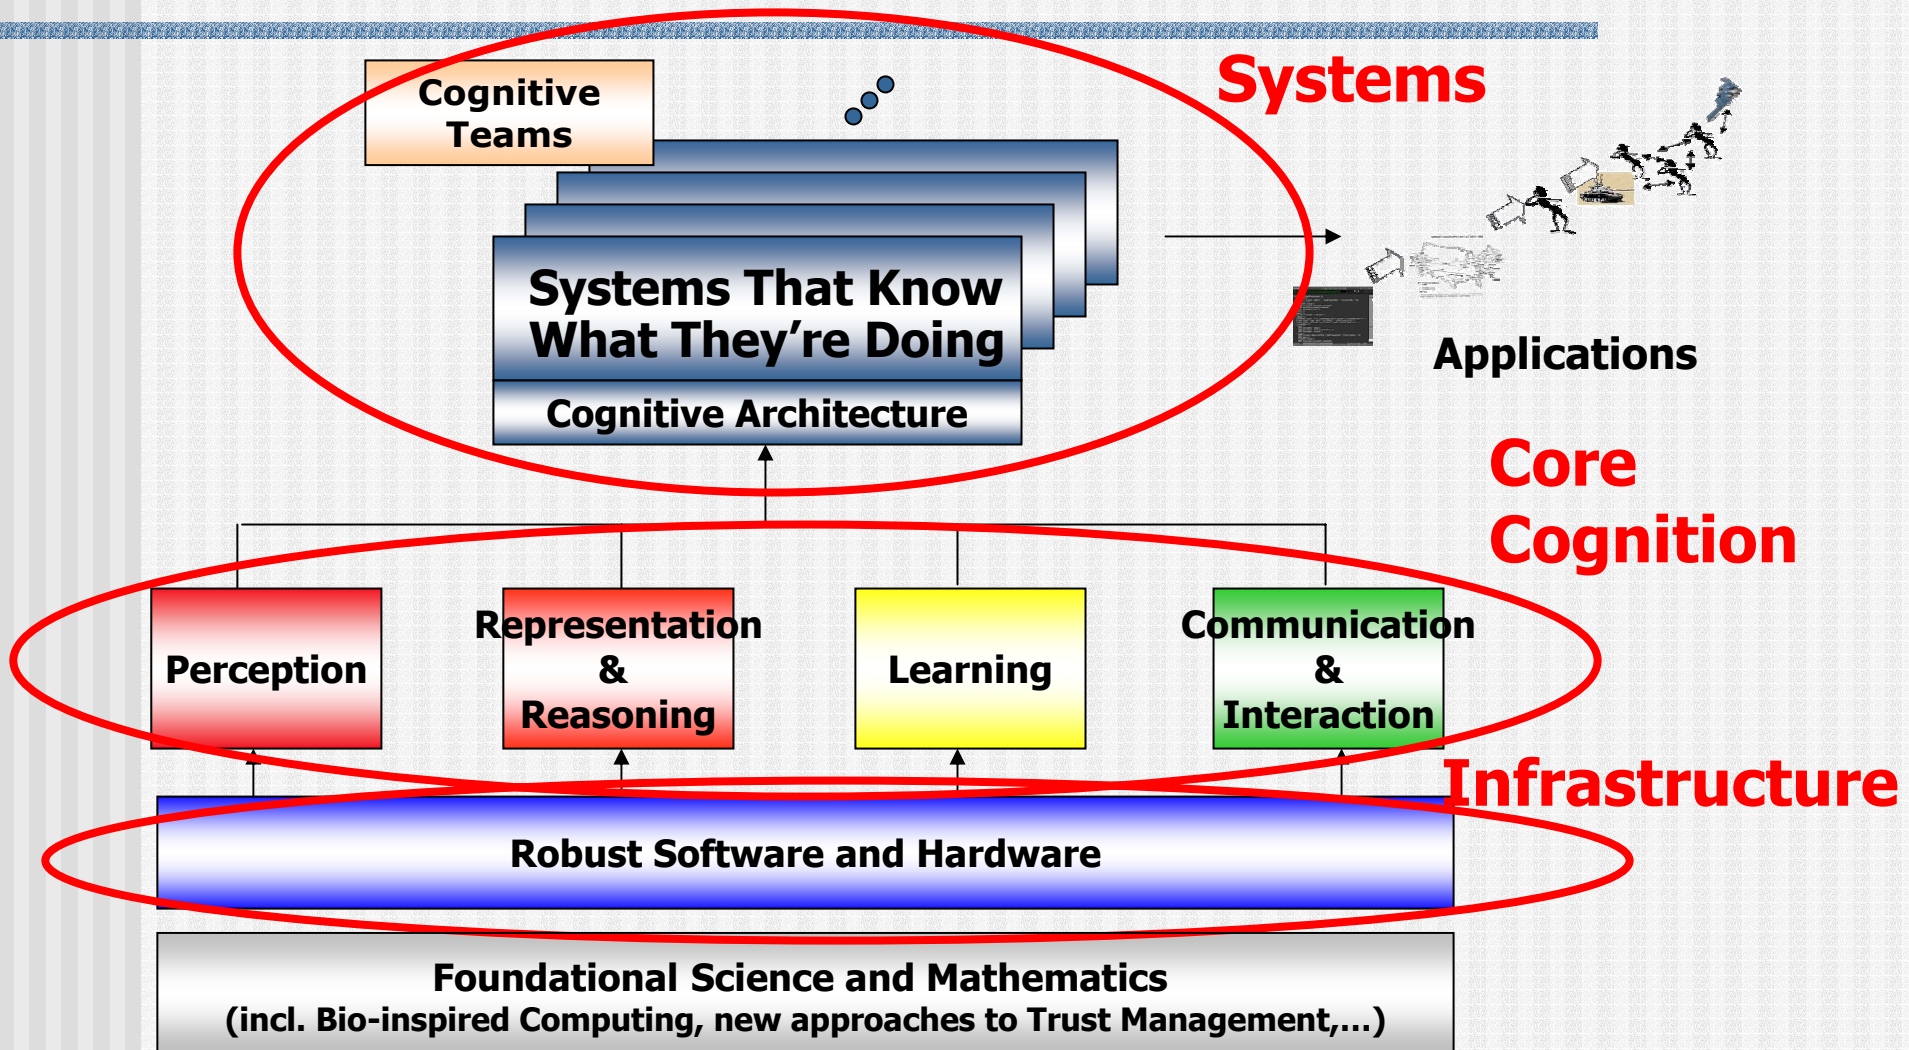 Systems
Cognitive
Teams
Systems That Know
What They’re Doing
Cognitive Architecture
Applications
Core
Cognition
Perception
Representation
&
Reasoning
Learning
Communication
&
Interaction
Infrastructure
Robust Software and Hardware
Foundational Science and Mathematics
(incl. Bio-inspired Computing, new approaches to Trust Management,...)